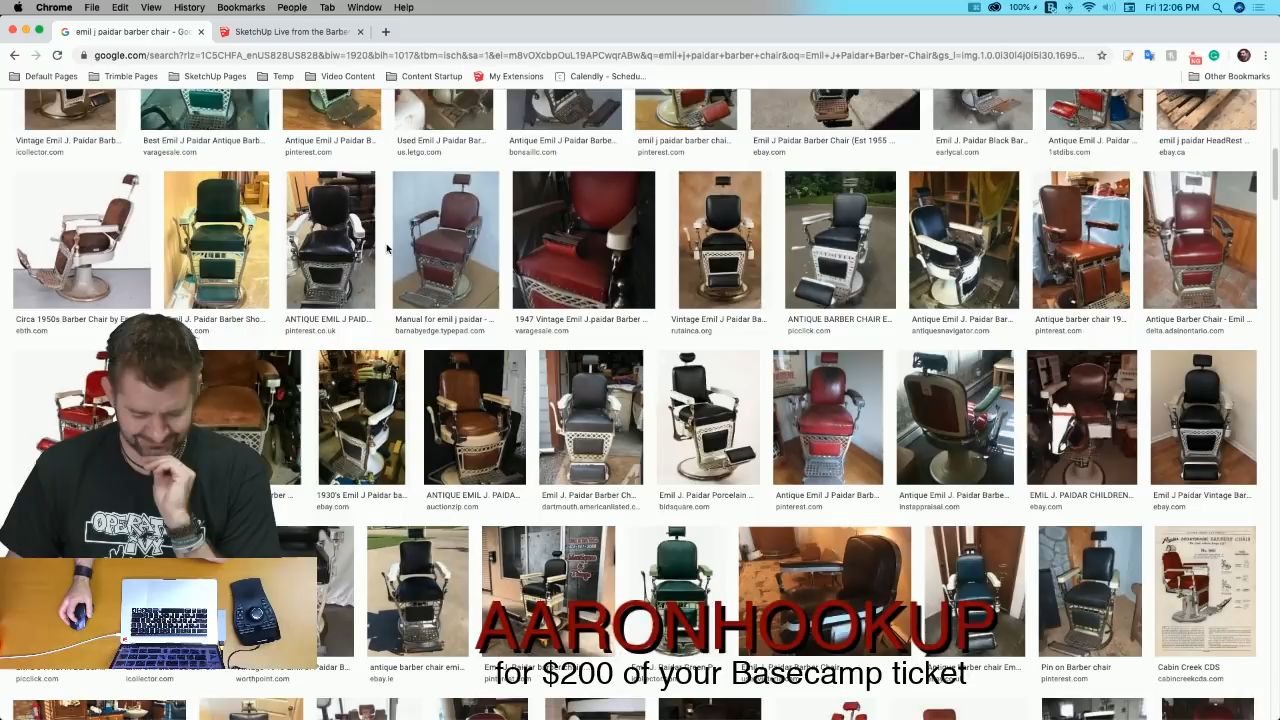 Chrome File Edit View History Bookmarks People Tab Window Help 100% Fri 12:06 PM
emil j paidar barber chair - Go SketchUp Live from the Barber
google.com/search?rlz=1C5CHFA_enUS828US828&biw=1920&bih=1017&tbm=isch&sa=1&ei=m8vOXcbpOuL19APCwqrABw&q=emil+j+paidar+barber+chair&oq=Emil+J+Paidar+Barber-Chair&gs_l=img.1.0.0i30l4j0i5i30.1695...
Default Pages Trimble Pages SketchUp Pages Temp Video Content Content Startup My Extensions Calendly - Schedu... Other Bookmarks
Vintage Emil J. Paidar Barb... Best Emil J Paidar Antique Barb... Antique Emil J Paidar B... Used Emil J. Paidar Bar... Antique Emil J. Paidar Barbe... emil j paidar barber chai... Emil J Paidar Barber Chair (Est 1955 ... Emil J. Paidar Black Bar... Antique Emil J. Paidar ... emil j paidar HeadRest ...
icollector.com varagesale.com pinterest.com us.letgo.com bonsaillc.com pinterest.com ebay.com earlycal.com 1stdibs.com ebay.ca
Circa 1950s Barber Chair by E Emil J. Paidar Barber Sho... ANTIQUE EMIL J PAID... Manual for emil j paidar - ... 1947 Vintage Emil J.paidar Barber ... Vintage Emil J Paidar Ba... ANTIQUE BARBER CHAIR E... Antique Emil J. Paidar Bar... Antique barber chair 19... Antique Barber Chair - Emil ...
ebth.com pinterest.co.uk barnabyedge.typepad.com varagesale.com rutainca.org picclick.com antiquesnavigator.com pinterest.com delta.adsinontario.com
ber ... 1930's Emil J Paidar ba... ANTIQUE EMIL J. PAIDA... Emil J. Paidar Barber Ch... Emil J. Paidar Porcelain ... Antique Emil J. Paidar Barb... Antique Emil J. Paidar Barbe... EMIL J. PAIDAR CHILDREN... Emil J Paidar Vintage Bar...
ebay.com auctionzip.com dartmouth.americanlisted.c... bidsquare.com pinterest.com instappraisal.com ebay.com ebay.com
AARONHOOKUP
for $200 of your Basecamp ticket
antique barber chair emi... Pin on Barber chair Cabin Creek CDS
picclick.com icollector.com worthpoint.com ebay.ie pinterest.com cabincreekcds.com